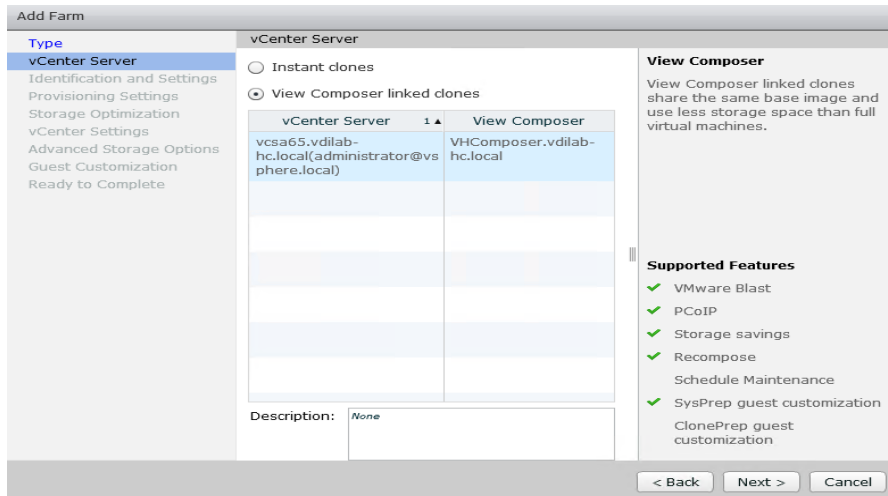 Add Farm
Type
vCenter Server
Identification and Settings
Provisioning Settings
Storage Optimization
vCenter Settings
Advanced Storage Options
Guest Customization
Ready to Complete
vCenter Server
Instant clones
View Composer linked clones
vCenter Server 1▲ View Composer
vcsa65.vdilab-
hc.local(administrator@vs
phere.local)
VHComposer.vdilab-
hc.local
Description: None
View Composer
View Composer linked clones
share the same base image and
use less storage space than full
virtual machines.
Supported Features
VMware Blast
PCoIP
Storage savings
Recompose
Schedule Maintenance
SysPrep guest customization
ClonePrep guest
customization
< Back Next > Cancel